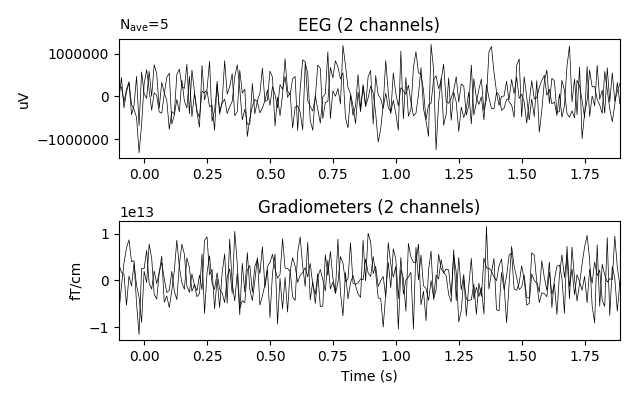 Nave=5
EEG (2 channels)
1000000
0
−1000000
uV
0.00 0.25 0.50 0.75 1.00 1.25 1.50 1.75
1e13
Gradiometers (2 channels)
1
0
−1
fT/cm
0.00 0.25 0.50 0.75 1.00 1.25 1.50 1.75
Time (s)